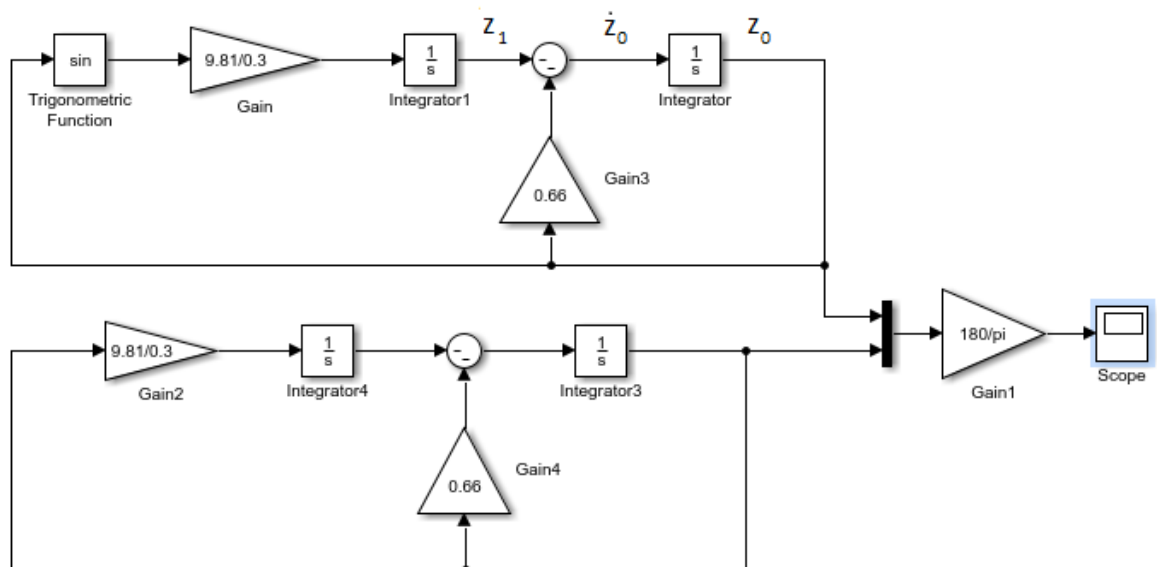 Z1 ż0 Z0
sin 9.81/0.3 1/s - - 1/s
Trigonometric
Function
Gain
Integrator1
Integrator
0.66
Gain3
9.81/0.3 1/s - - 1/s 180/pi
Gain2
Integrator4
Integrator3
Gain1
Scope
0.66
Gain4